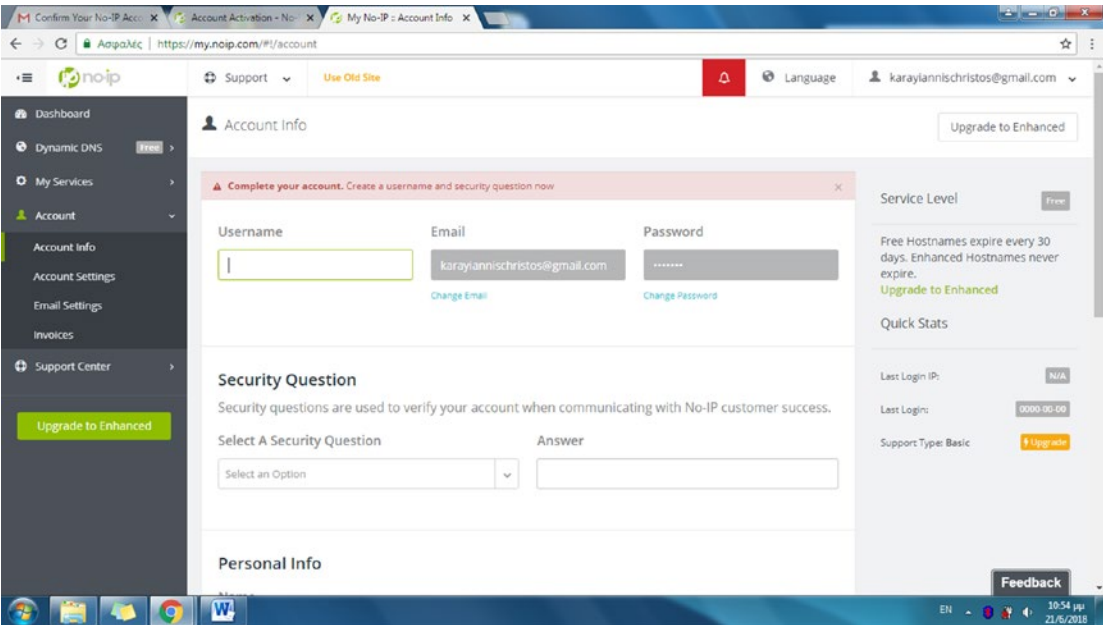 Confirm Your No-IP Acco
Account Activation - No-
My No-IP :: Account Info
Ασφαλές
https://my.noip.com/#!/account
no-ip
Support
Use Old Site
Language
karayiannischristos@gmail.com
Dashboard
Dynamic DNS
Free
My Services
Account
Account Info
Account Settings
Email Settings
Invoices
Support Center
Upgrade to Enhanced
Account Info
Upgrade to Enhanced
Complete your account. Create a username and security question now
Username
Email
Password
karayiannischristos@gmail.com
Change Email
Change Password
Security Question
Security questions are used to verify your account when communicating with No-IP customer success.
Select A Security Question
Answer
Select an Option
Personal Info
Service Level
Free
Free Hostnames expire every 30
days. Enhanced Hostnames never
expire.
Upgrade to Enhanced
Quick Stats
Last Login IP:
N/A
Last Login:
0000-00-00
Support Type: Basic
Upgrade
Feedback
EN
10:54 μμ
21/6/2018